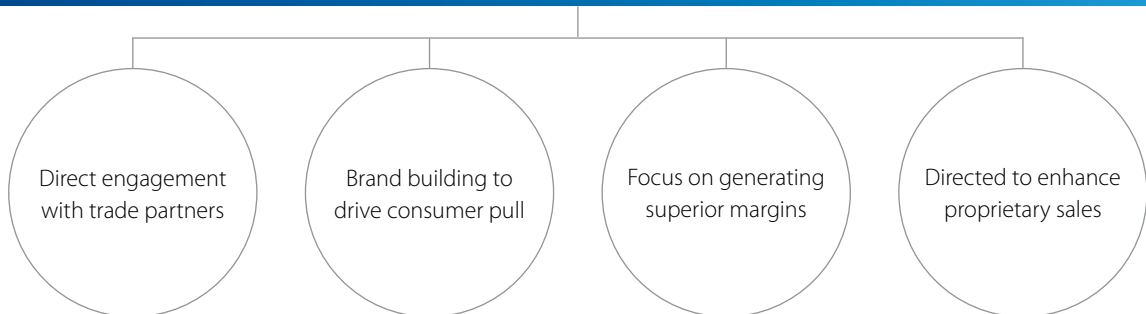 Direct engagement
with trade partners
Brand building to
drive consumer pull
Focus on generating
superior margins
Directed to enhance
proprietary sales